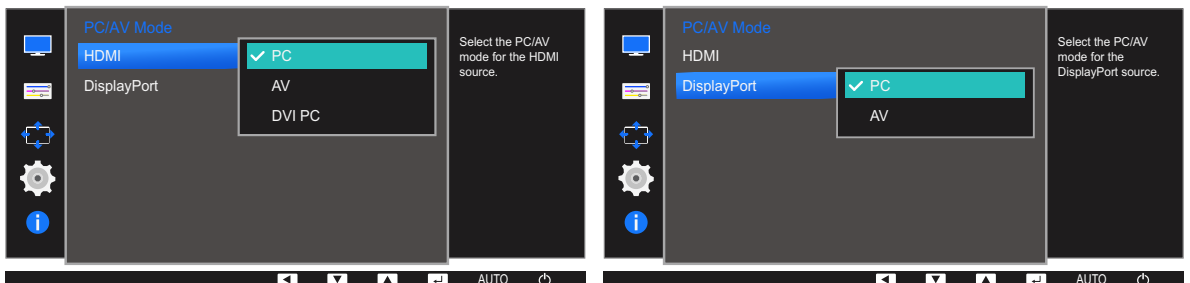 PC/AV Mode
HDMI
DisplayPort
PC
AV
DVI PC
Select the PC/AV
mode for the HDMI
source.
AUTO
PC/AV Mode
HDMI
DisplayPort
PC
AV
Select the PC/AV
mode for the
DisplayPort source.
AUTO